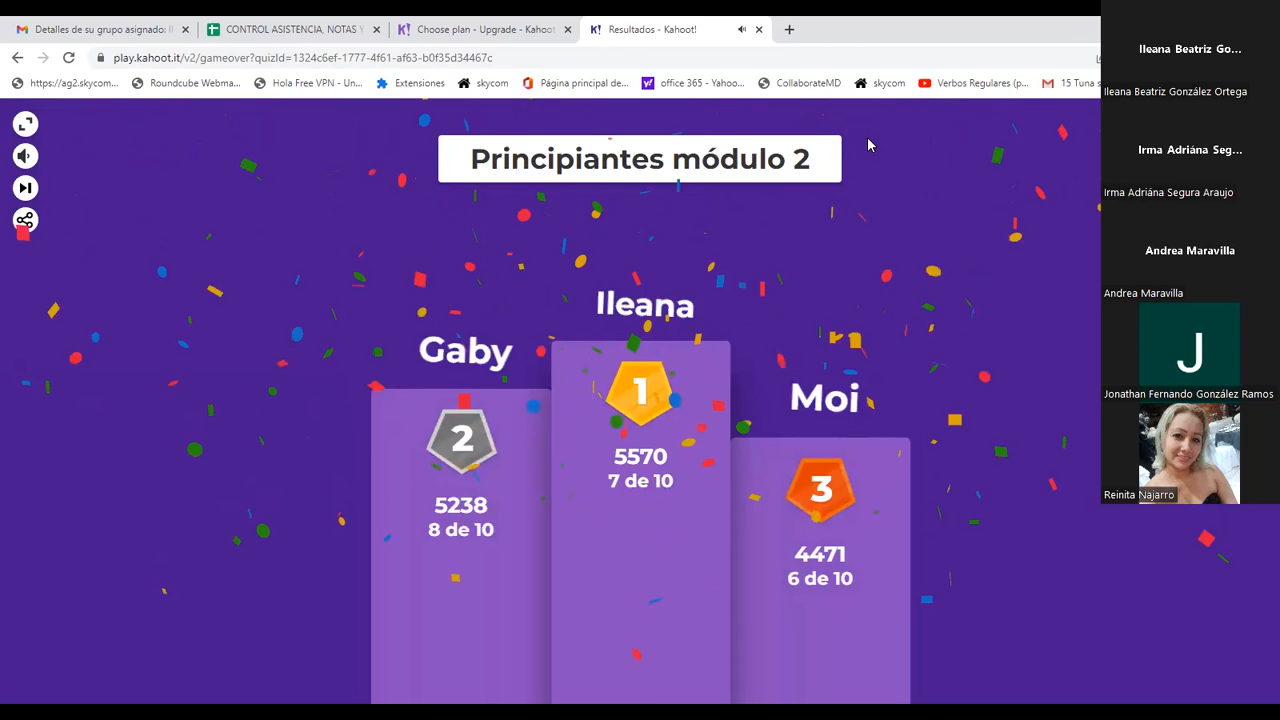 Detalles de su grupo asignado: I
CONTROL ASISTENCIA, NOTAS Y
Choose plan - Upgrade - Kahoot
Resultados - Kahoot!
play.kahoot.it/v2/gameover?quizId=1324c6ef-1777-4f61-af63-b0f35d34467c
https://ag2.skycom...
Roundcube Webma...
Hola Free VPN - Un...
Extensiones
skycom
Página principal de...
office 365 - Yahoo...
CollaborateMD
skycom
Verbos Regulares (p...
15 Tuna s
Principiantes módulo 2
Ileana
1
5570
7 de 10
Gaby
2
5238
8 de 10
Moi
3
4471
6 de 10
Ileana Beatriz Go...
Ileana Beatriz González Ortega
Irma Adriána Seg...
Irma Adriána Segura Araujo
Andrea Maravilla
Andrea Maravilla
J
Jonathan Fernando González Ramos
Reinita Najarro